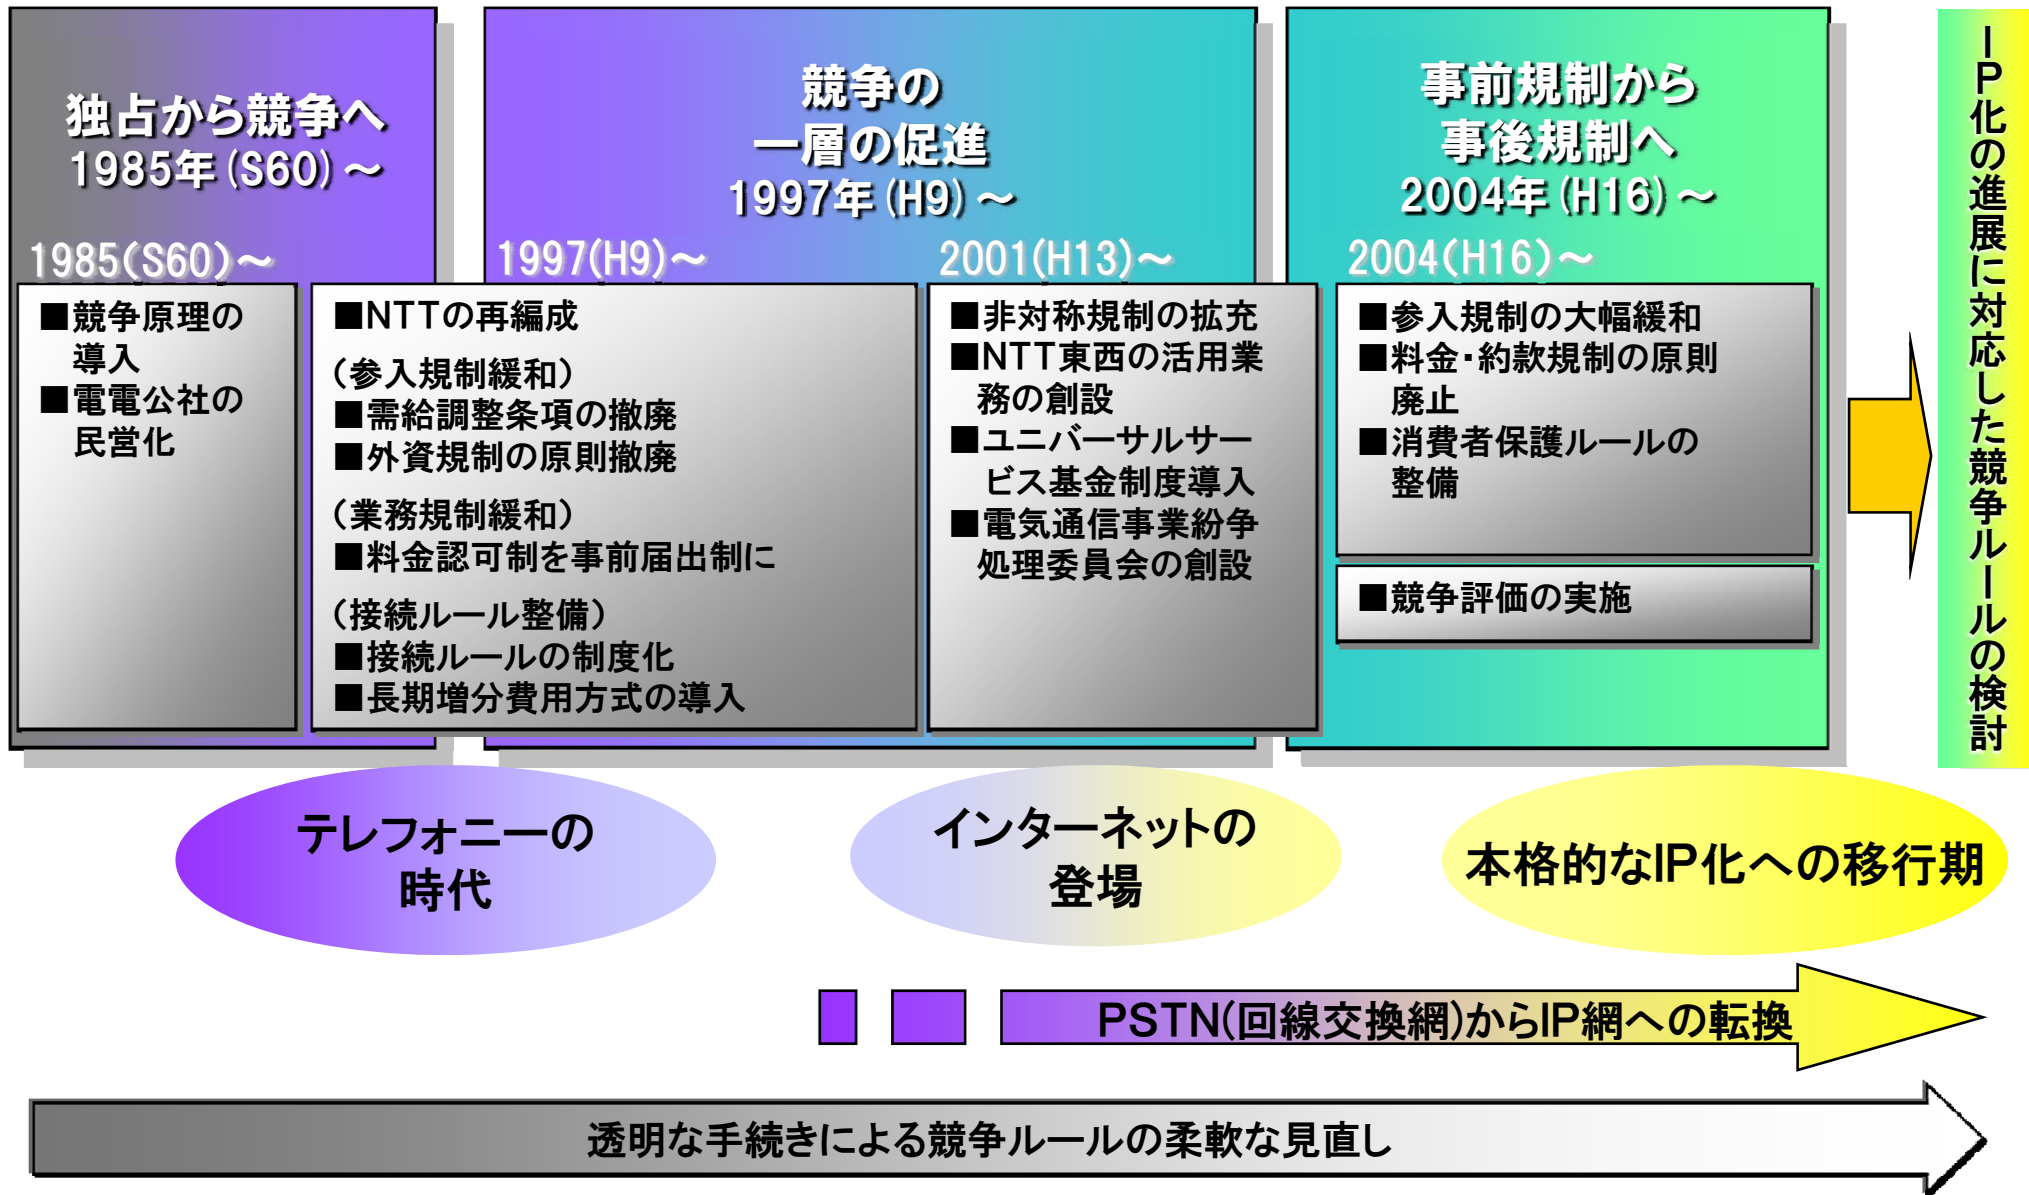 独占から競争へ
1985年(S60)~
1985(S60)~
■競争原理の
導入
■電電公社の
民営化
競争の
一層の促進
1997年(H9)~
1997(H9)~
■NTTの再編成
(参入規制緩和)
■需給調整条項の撤廃
■外資規制の原則撤廃
(業務規制緩和)
■料金認可制を事前届出制に
(接続ルール整備)
■接続ルールの制度化
■長期増分費用方式の導入
2001(H13)~
■非対称規制の拡充
■NTT東西の活用業
務の創設
■ユニバーサルサー
ビス基金制度導入
■電気通信事業紛争
処理委員会の創設
事前規制から
事後規制へ
2004年(H16)~
2004(H16)~
■参入規制の大幅緩和
■料金・約款規制の原則
廃止
■消費者保護ルールの
整備
■競争評価の実施
IP化の進展に対応した競争ルールの検討
テレフォニーの
時代
インターネットの
登場
本格的なIP化への移行期
PSTN(回線交換網)からIP網への転換
透明な手続きによる競争ルールの柔軟な見直し